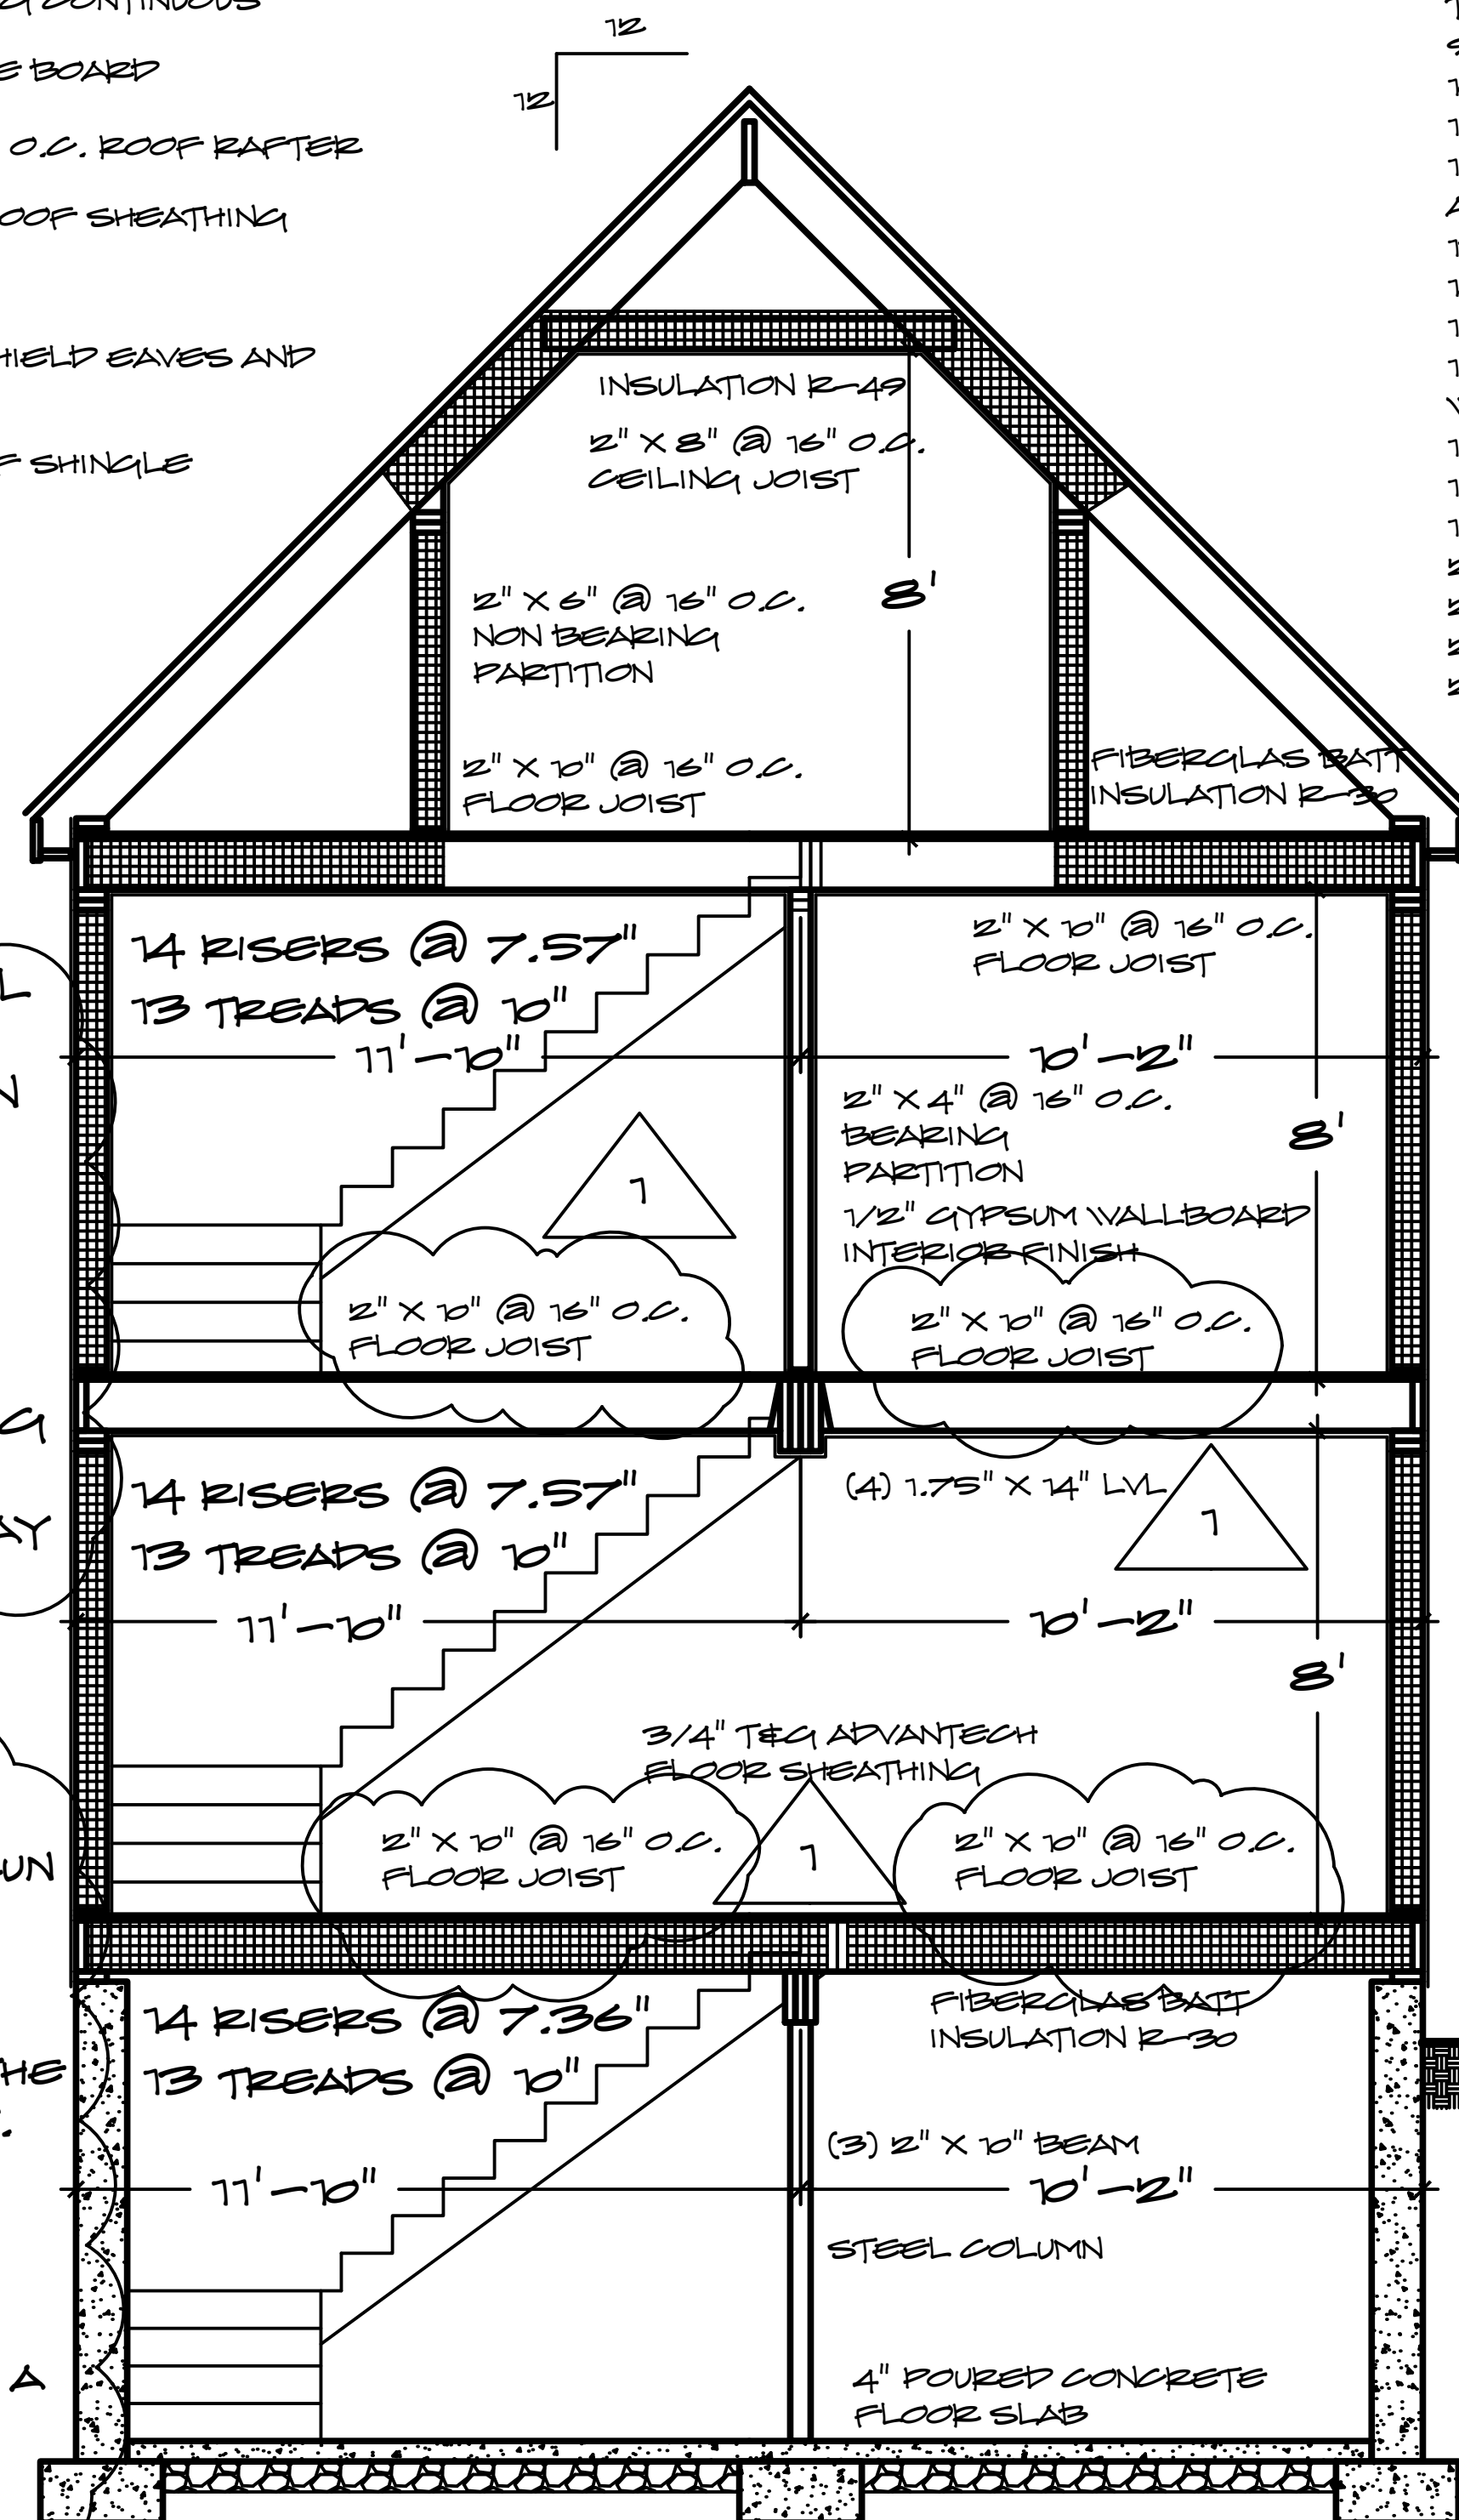 CONTINUOUS
12
BOARD
12
O.C. ROOF RAFTER
SHEATHING
EAVES AND
INSULATION R-49
2" X 8" @ 16" O.C.
CEILING JOIST
SHINGLE
8'
2" X 6" @ 16" O.C.
NON BEARING
PARTITION
2" X 10" @ 16" O.C.
FLOOR JOIST
FIBERGLAS BATT
INSULATION R-30
14 RISERS @ 7.57"
13 TREADS @ 10"
2" X 10" @ 16" O.C.
FLOOR JOIST
11'-10"
10'-2"
2" X 4" @ 16" O.C.
BEARING
PARTITION
8'
1
1/2" GYPSUM WALLBOARD
INTERIOR FINISH
2" X 10" @ 16" O.C.
FLOOR JOIST
2" X 10" @ 16" O.C.
FLOOR JOIST
14 RISERS @ 7.57"
13 TREADS @ 10"
(4) 1.75" X 14" LVL
1
11'-10"
10'-2"
8'
3/4" T&G ADVANTECH
FLOOR SHEATHING
2" X 10" @ 16" O.C.
FLOOR JOIST
1
2" X 10" @ 16" O.C.
FLOOR JOIST
14 RISERS @ 7.36"
13 TREADS @ 10"
FIBERGLAS BATT
INSULATION R-30
(3) 2" X 10" BEAM
11'-10"
10'-2"
STEEL COLUMN
A
4" POURED CONCRETE
FLOOR SLAB